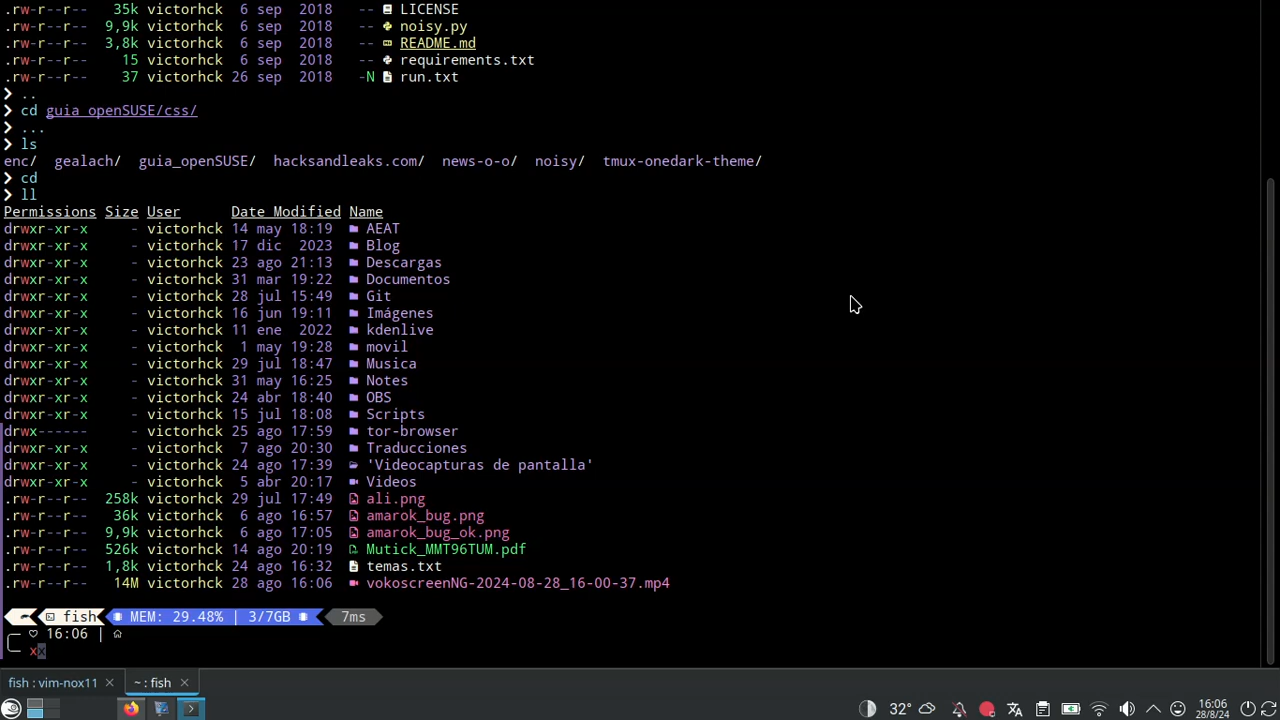 .rw-r--r-- 35k victorhck 6 sep 2018 -- LICENSE
.rw-r--r-- 9,9k victorhck 6 sep 2018 -- noisy.py
.rw-r--r-- 3,8k victorhck 6 sep 2018 -- README.md
.rw-r--r-- 15 victorhck 6 sep 2018 -- requirements.txt
.rw-r--r-- 37 victorhck 26 sep 2018 -N run.txt
❯ ..
❯ cd guia_openSUSE/css/
❯ ...
❯ ls
enc/ gealach/ guia_openSUSE/ hacksandleaks.com/ news-o-o/ noisy/ tmux-onedark-theme/
❯ cd
❯ ll
Permissions Size User Date Modified Name
drwxr-xr-x - victorhck 14 may 18:19 AEAT
drwxr-xr-x - victorhck 17 dic 2023 Blog
drwxr-xr-x - victorhck 23 ago 21:13 Descargas
drwxr-xr-x - victorhck 31 mar 19:22 Documentos
drwxr-xr-x - victorhck 28 jul 15:49 Git
drwxr-xr-x - victorhck 16 jun 19:11 Imágenes
drwxr-xr-x - victorhck 11 ene 2022 kdenlive
drwxr-xr-x - victorhck 1 may 19:28 movil
drwxr-xr-x - victorhck 29 jul 18:47 Musica
drwxr-xr-x - victorhck 31 may 16:25 Notes
drwxr-xr-x - victorhck 24 abr 18:40 OBS
drwxr-xr-x - victorhck 15 jul 18:08 Scripts
drwx------ - victorhck 25 ago 17:59 tor-browser
drwxr-xr-x - victorhck 7 ago 20:30 Traducciones
drwxr-xr-x - victorhck 24 ago 17:39 'Videocapturas de pantalla'
drwxr-xr-x - victorhck 5 abr 20:17 Videos
.rw-r--r-- 258k victorhck 29 jul 17:49 ali.png
.rw-r--r-- 36k victorhck 6 ago 16:57 amarok_bug.png
.rw-r--r-- 9,9k victorhck 6 ago 17:05 amarok_bug_ok.png
.rw-r--r-- 526k victorhck 14 ago 20:19 Mutick_MMT96TUM.pdf
.rw-r--r-- 1,8k victorhck 24 ago 16:32 temas.txt
.rw-r--r-- 14M victorhck 28 ago 16:06 vokoscreenNG-2024-08-28_16-00-37.mp4
fish MEM: 29.48% | 3/7GB 7ms
♡ 16:06 |
xx
fish : vim-nox11 ~ : fish
32° 16:06
28/8/24